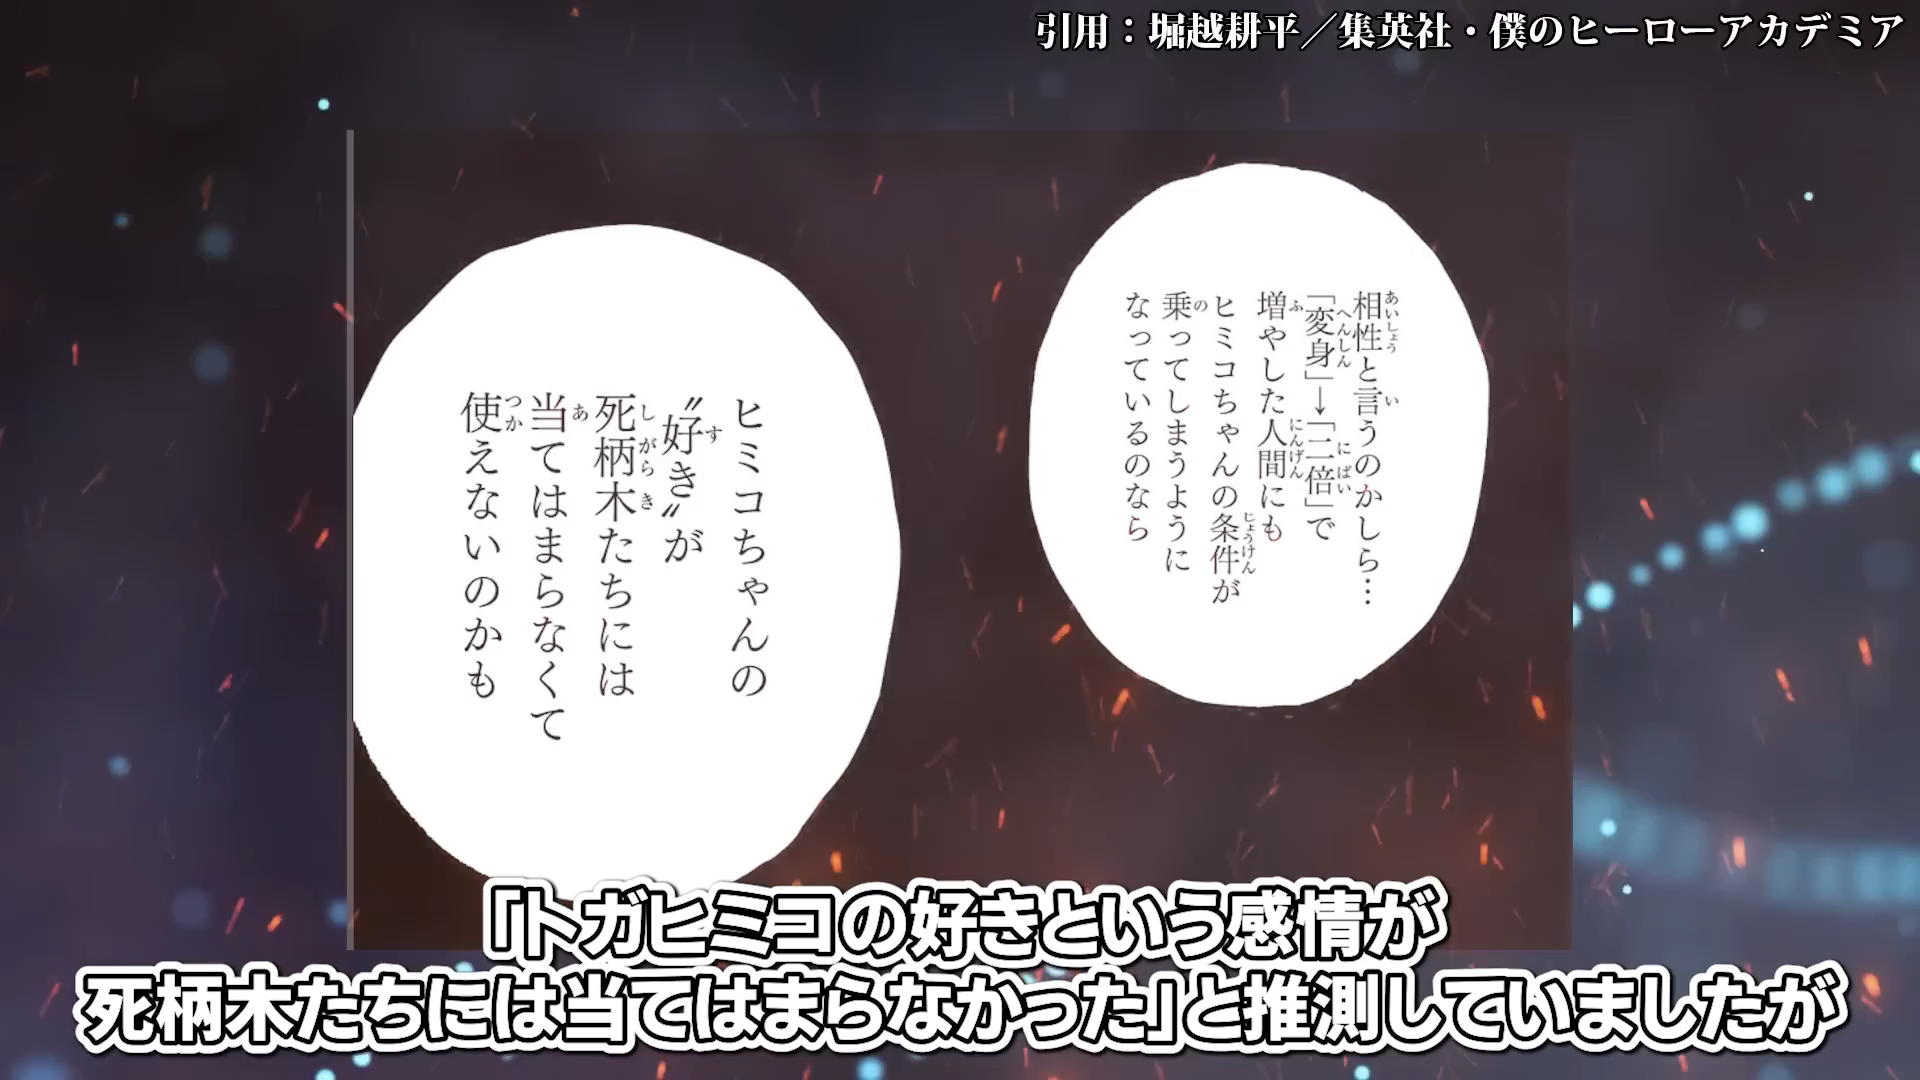 引用：堀越耕平／集英社・僕のヒーローアカデミア
相性と言うのかしら…
「変身」→「二倍」で
増やした人間にも
ヒミコちゃんの条件が
乗ってしまうように
なっているのなら
ヒミコちゃんの
〝好き〟が
死柄木たちには
当てはまらなくて
使えないのかも
「トガヒミコの好きという感情が
死柄木たちには当てはまらなかった」と推測していましたが